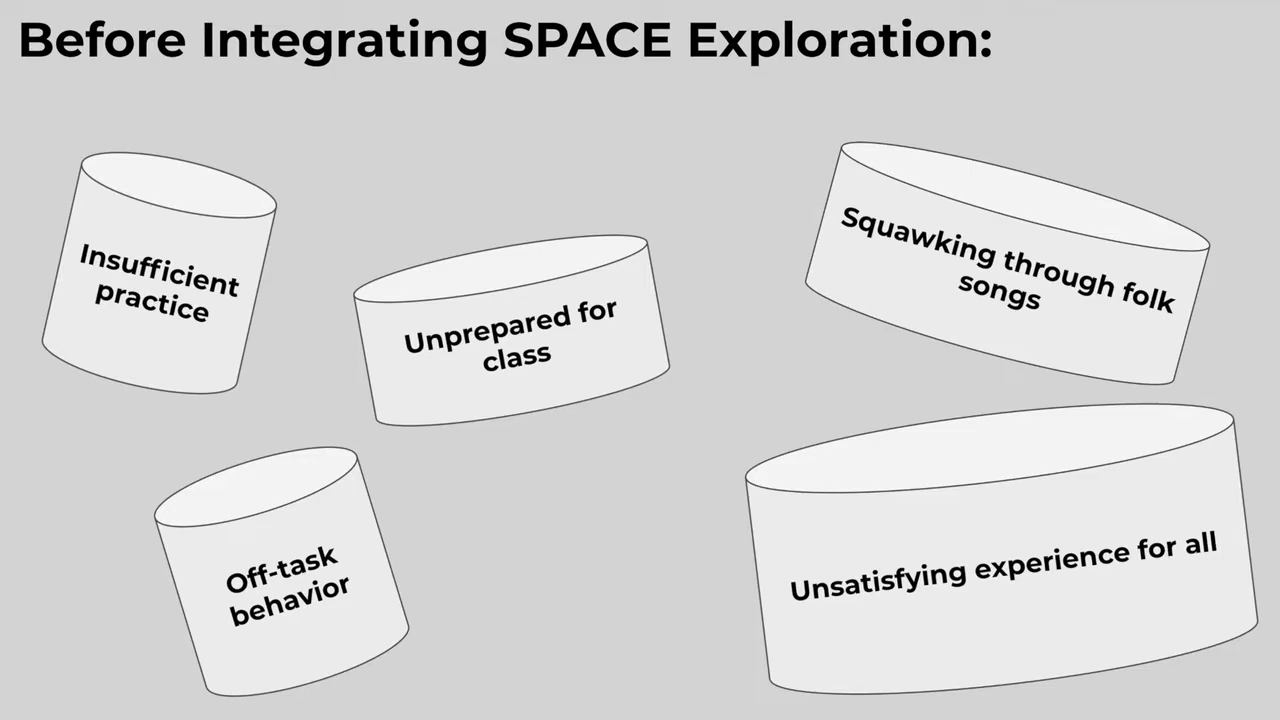 Before Integrating SPACE Exploration:
Insufficient
practice
Unprepared for
class
Squawking through folk
songs
Off-task
behavior
Unsatisfying experience for all